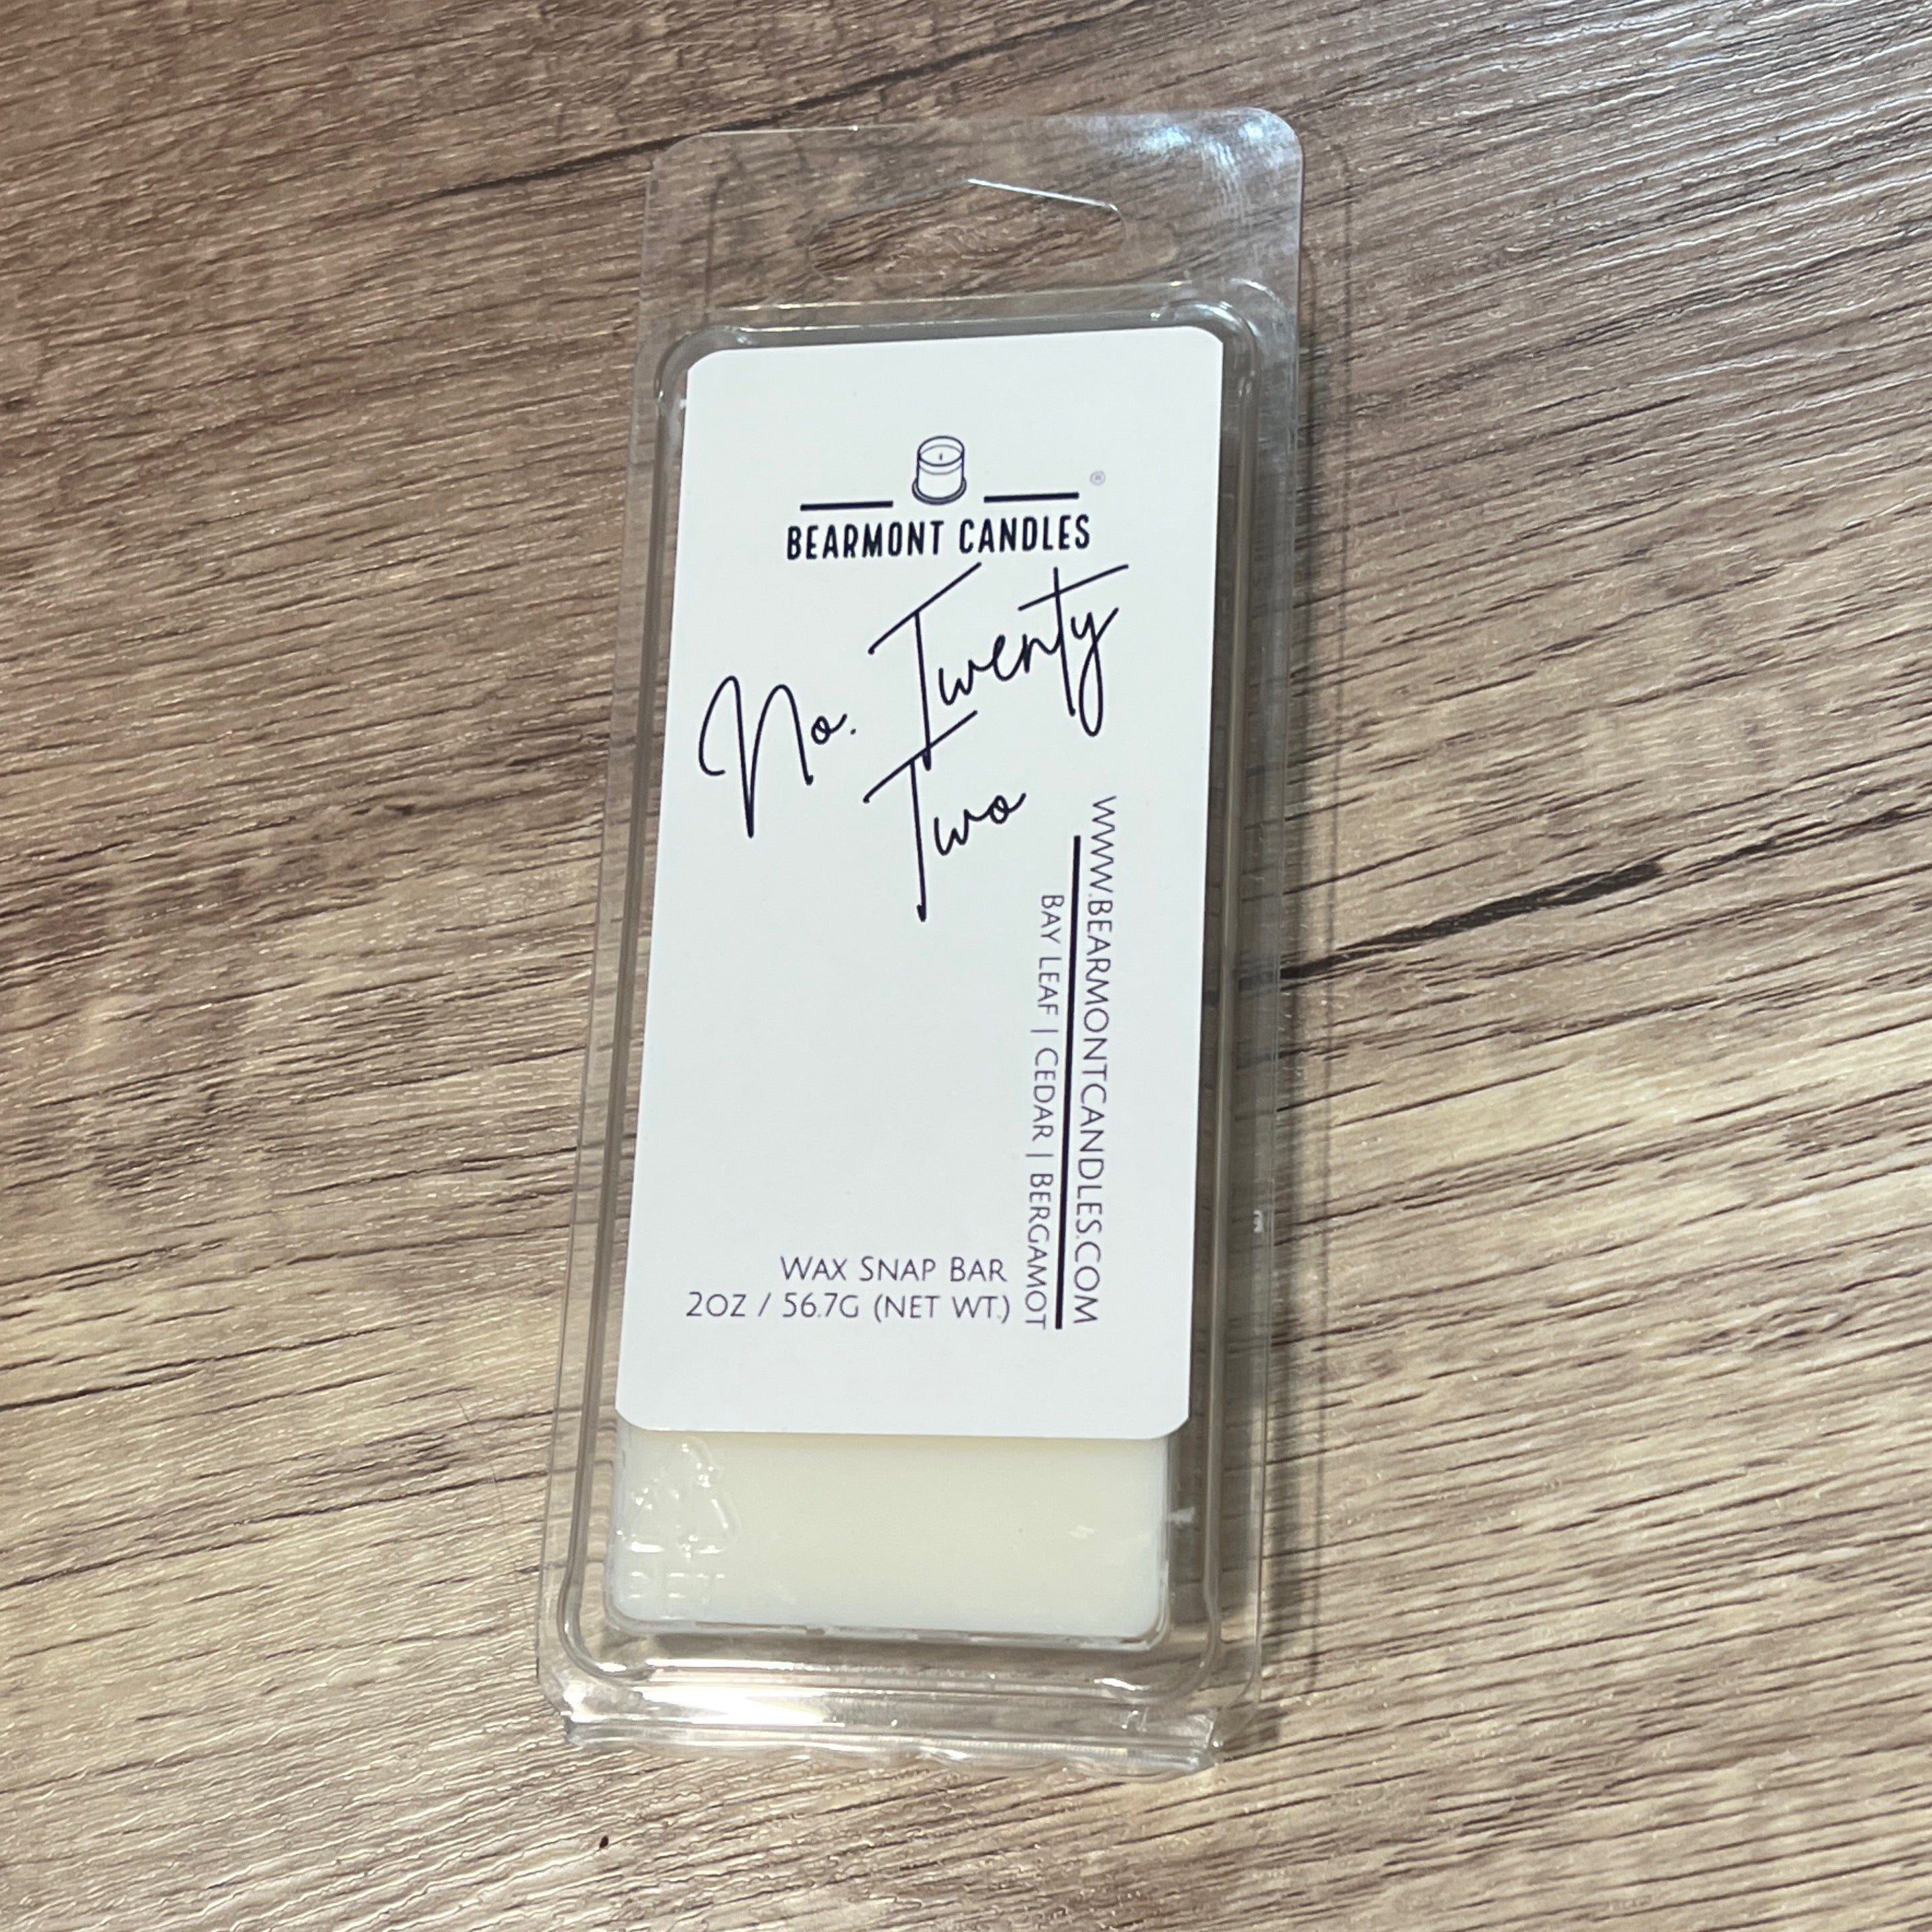 ®
BEARMONT CANDLES
No. Twenty
Two
WWW.BEARMONTCANDLES.COM
BAY LEAF | CEDAR | BERGAMOT
WAX SNAP BAR
2OZ / 56.7G (NET WT.)